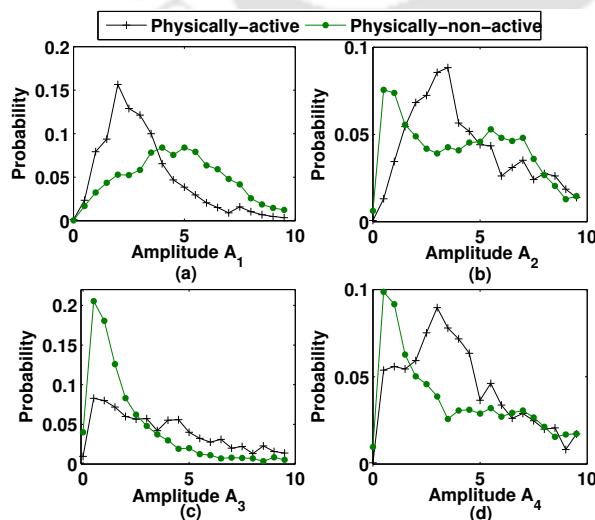 Physically-active Physically-non-active
0.2
0.15
0.1
0.05
0
Probability
0 5 10
Amplitude A1
(a)
0.1
0.05
0
Probability
0 5 10
Amplitude A2
(b)
0.2
0.15
0.1
0.05
0
Probability
0 5 10
Amplitude A3
(c)
0.1
0.05
0
Probability
0 5 10
Amplitude A4
(d)